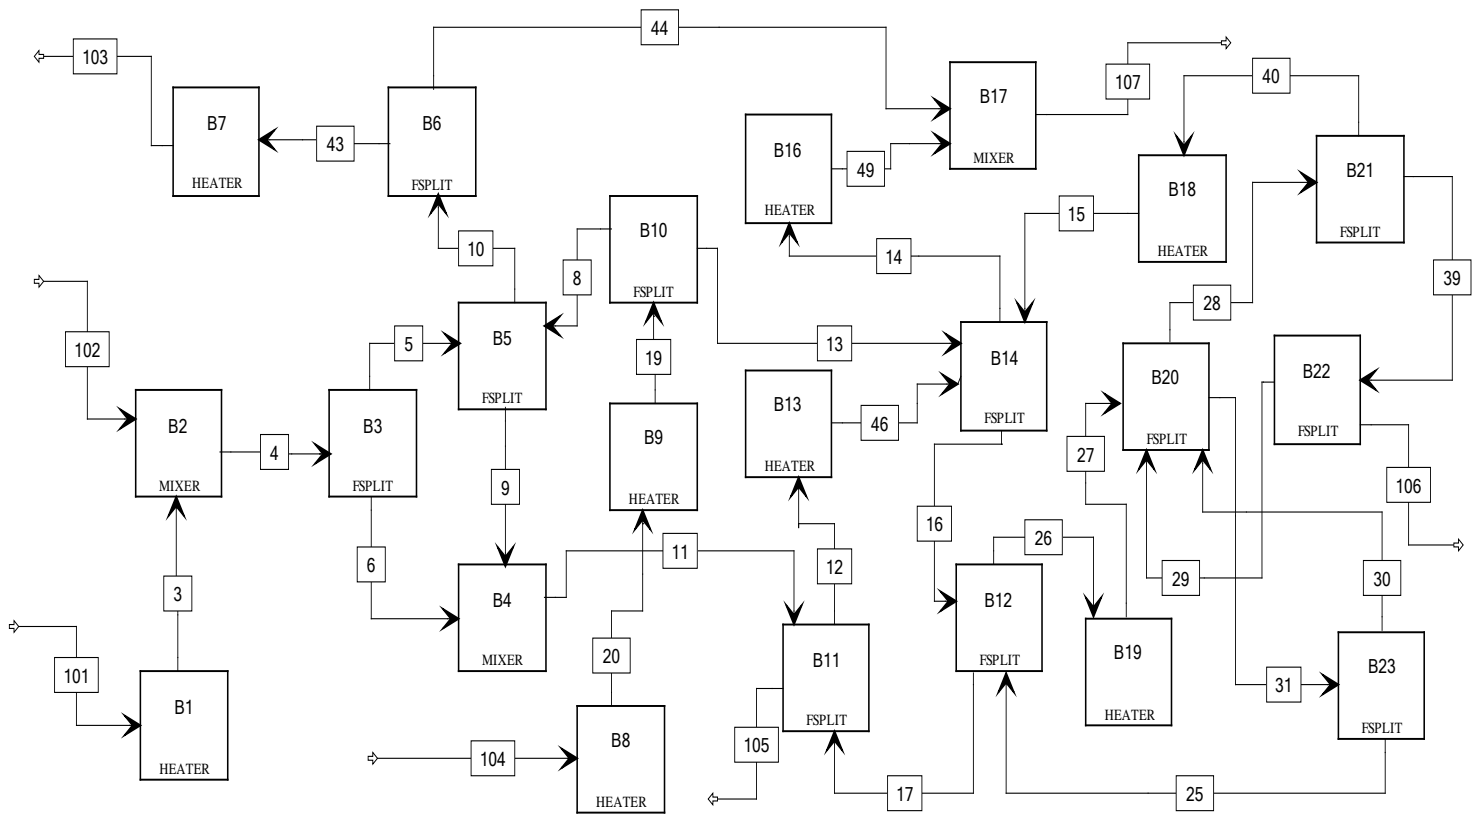 44
103
B7
HEATER
43
B6
FSPLIT
B17
MIXER
107
40
B16
HEATER
49
B18
HEATER
B21
FSPLIT
10
B10
FSPLIT
8
14
15
28
39
102
5
B5
FSPLIT
19
13
B14
FSPLIT
B20
FSPLIT
B22
FSPLIT
B2
MIXER
4
B3
FSPLIT
B9
HEATER
B13
HEATER
46
27
106
9
16
6
11
12
26
29
30
3
B4
MIXER
B12
FSPLIT
101
20
B11
FSPLIT
B19
HEATER
B23
FSPLIT
31
B1
HEATER
104
B8
HEATER
105
17
25